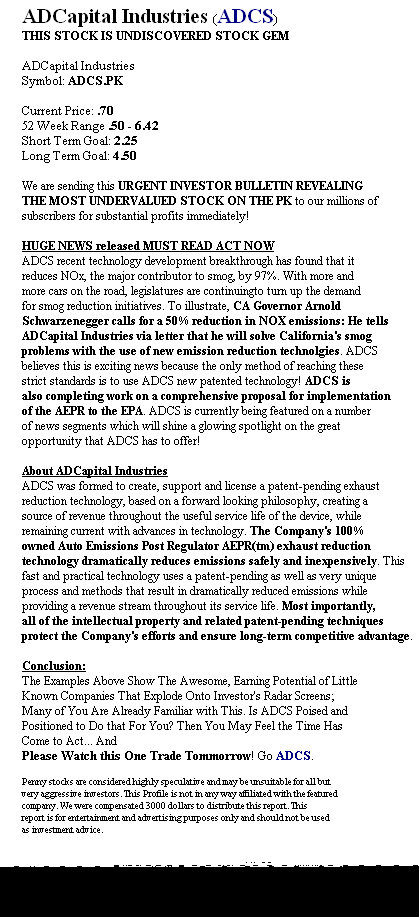 ADCapital Industries (ADCS)
THIS STOCK IS UNDISCOVERED STOCK GEM
ADCapital Industries
Symbol: ADCS.PK
Current Price: .70
52 Week Range .50 - 6.42
Short Term Goal: 2.25
Long Term Goal: 4.50
We are sending this URGENT INVESTOR BULLETIN REVEALING
THE MOST UNDERVALUED STOCK ON THE PK to our millions of
subscribers for substantial profits immediately!
HUGE NEWS released MUST READ ACT NOW
ADCS recent technology development breakthrough has found that it
reduces NOx, the major contributor to smog, by 97%. With more and
more cars on the road, legislatures are continuingto turn up the demand
for smog reduction initiatives. To illustrate, CA Governor Arnold
Schwarzenegger calls for a 50% reduction in NOX emissions: He tells
ADCapital Industries via letter that he will solve California's smog
problems with the use of new emission reduction technolgies. ADCS
believes this is exciting news because the only method of reaching these
strict standards is to use ADCS new patented technology! ADCS is
also completing work on a comprehensive proposal for implementation
of the AEPR to the EPA. ADCS is currently being featured on a number
of news segments which will shine a glowing spotlight on the great
opportunity that ADCS has to offer!
About ADCapital Industries
ADCS was formed to create, support and license a patent-pending exhaust
reduction technology, based on a forward looking philosophy, creating a
source of revenue throughout the useful service life of the device, while
remaining current with advances in technology. The Company's 100%
owned Auto Emissions Post Regulator AEPR(tm) exhaust reduction
technology dramatically reduces emissions safely and inexpensively. This
fast and practical technology uses a patent-pending as well as very unique
process and methods that result in dramatically reduced emissions while
providing a revenue stream throughout its service life. Most importantly,
all of the intellectual property and related patent-pending techniques
protect the Company's efforts and ensure long-term competitive advantage.
Conclusion:
The Examples Above Show The Awesome, Earning Potential of Little
Known Companies That Explode Onto Investor's Radar Screens;
Many of You Are Already Familiar with This. Is ADCS Poised and
Positioned to Do that For You? Then You May Feel the Time Has
Come to Act... And
Please Watch this One Trade Tommorrow! Go ADCS.
Penny stocks are considered highly speculative and may be unsuitable for all but
very aggressive investors. This Profile is not in any way affiliated with the featured
company. We were compensated 3000 dollars to distribute this report. This
report is for entertainment and advertising purposes only and should not be used
as investment advice.